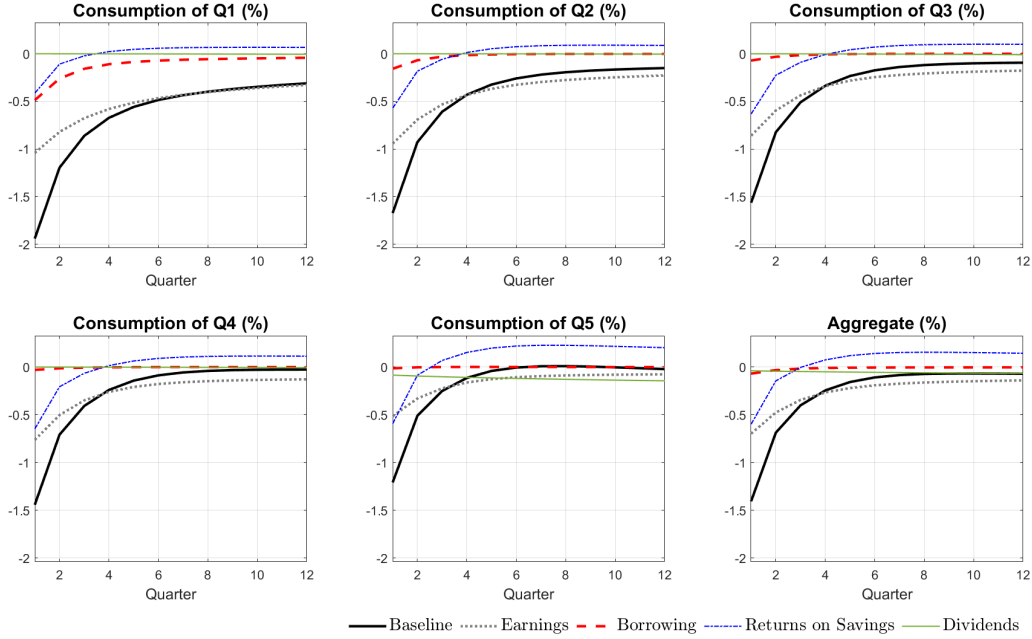 Consumption of Q1 (%)
0
-0.5
-1
-1.5
-2
2 4 6 8 10 12
Quarter
Consumption of Q2 (%)
0
-0.5
-1
-1.5
-2
2 4 6 8 10 12
Quarter
Consumption of Q3 (%)
0
-0.5
-1
-1.5
-2
2 4 6 8 10 12
Quarter
Consumption of Q4 (%)
0
-0.5
-1
-1.5
-2
2 4 6 8 10 12
Quarter
Consumption of Q5 (%)
0
-0.5
-1
-1.5
-2
2 4 6 8 10 12
Quarter
Aggregate (%)
0
-0.5
-1
-1.5
-2
2 4 6 8 10 12
Quarter
Baseline Earnings Borrowing Returns on Savings Dividends